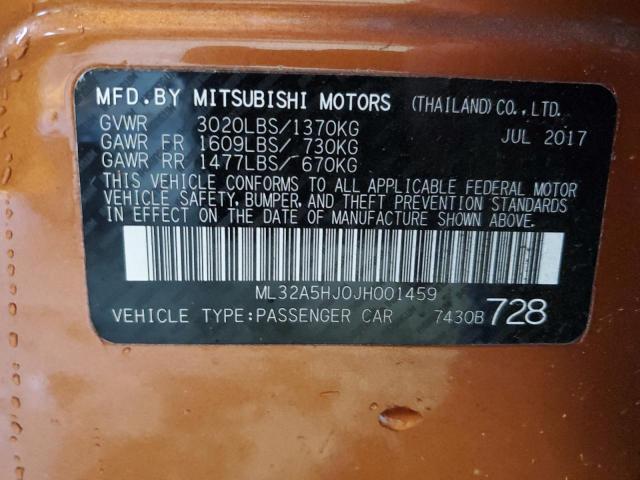 MFD.BY MITSUBISHI MOTORS (THAILAND)CO.,LTD.
GVWR 3020LBS/1370KG JUL 2017
GAWR FR 1609LBS/ 730KG
GAWR RR 1477LBS/ 670KG
THIS VEHICLE CONFORMS TO ALL APPLICABLE FEDERAL MOTOR
VEHICLE SAFETY, BUMPER, AND THEFT PREVENTION STANDARDS
IN EFFECT ON THE DATE OF MANUFACTURE SHOWN ABOVE.
ML32A5HJ0JH001459
VEHICLE TYPE:PASSENGER CAR 7430B 728